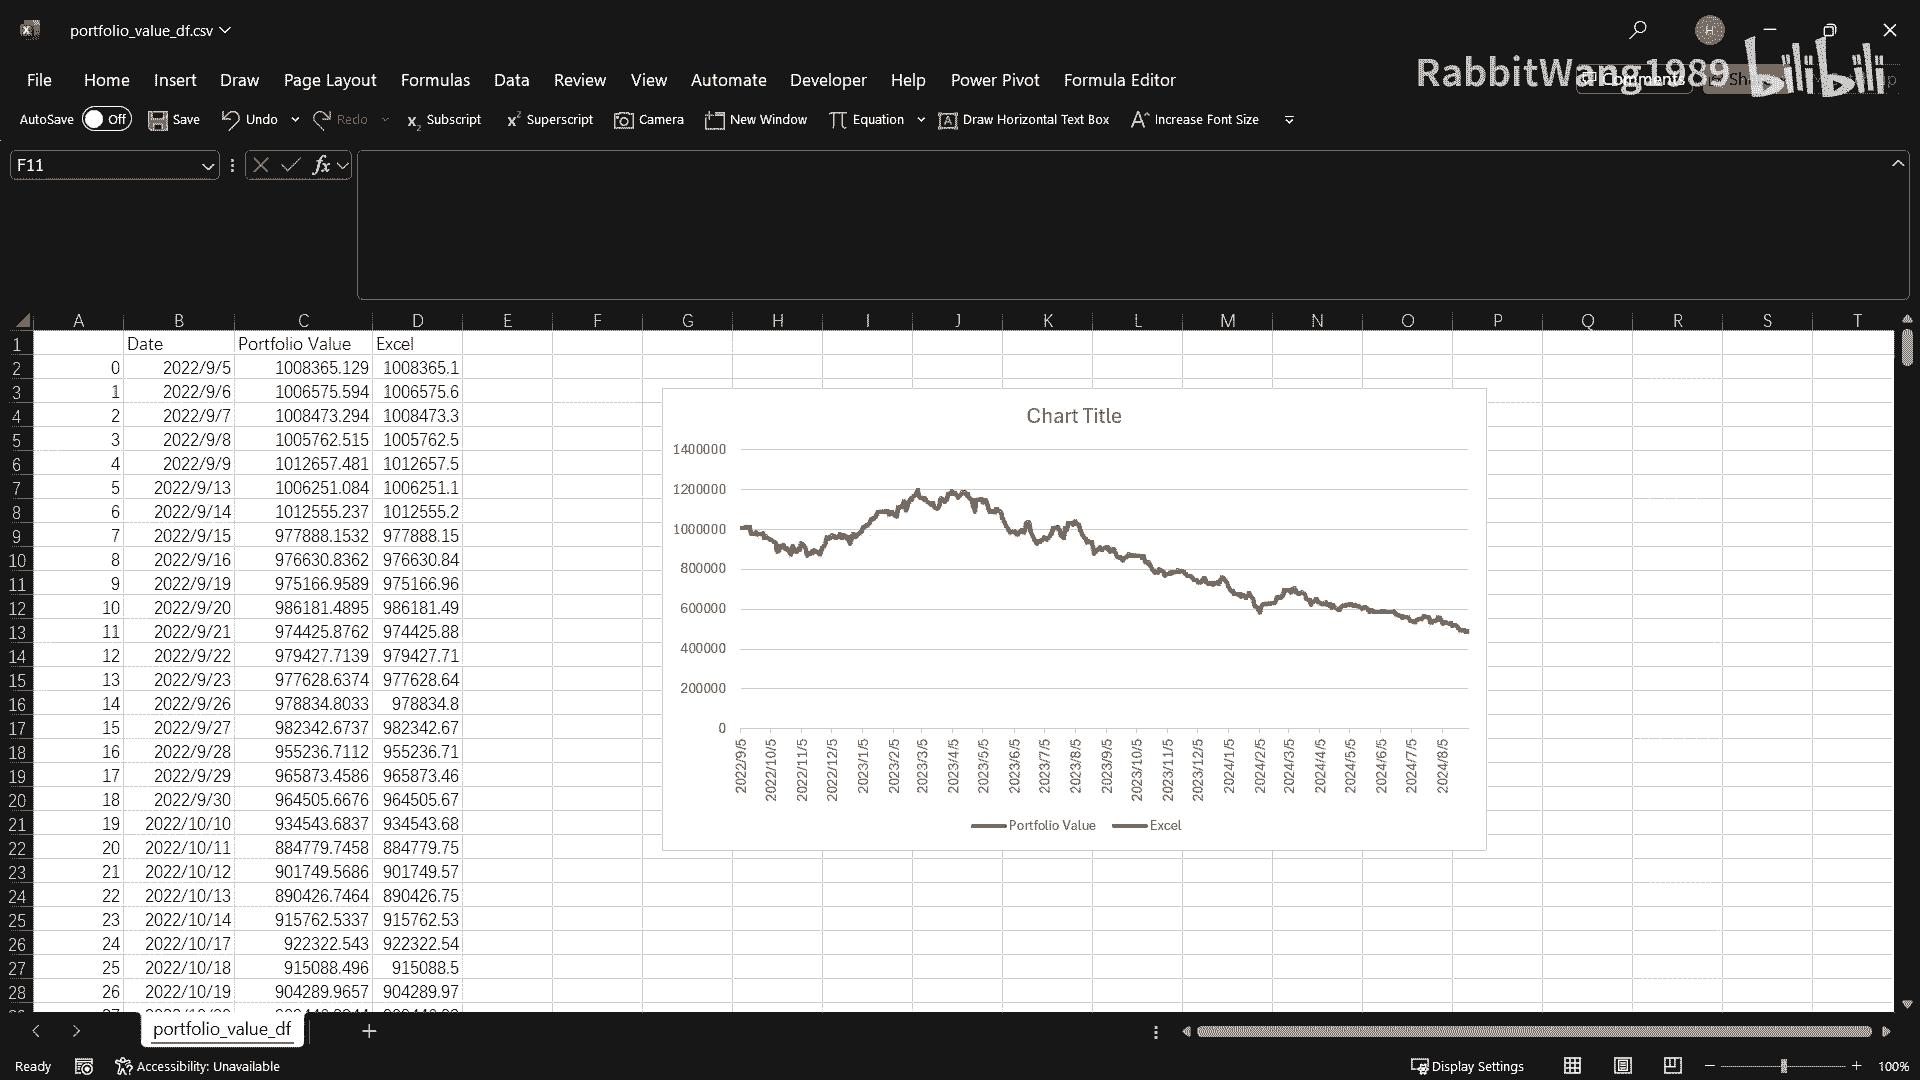 portfolio_value_df.csv
H
RabbitWang1989 bilibili
File Home Insert Draw Page Layout Formulas Data Review View Automate Developer Help Power Pivot Formula Editor
Comments
AutoSave Off Save Undo Redo Subscript Superscript Camera New Window Equation Draw Horizontal Text Box Increase Font Size
F11
fx
A B C D E F G H I J K L M N O P Q R S T
1 Date Portfolio Value Excel
2 0 2022/9/5 1008365.129 1008365.1
3 1 2022/9/6 1006575.594 1006575.6
4 2 2022/9/7 1008473.294 1008473.3
5 3 2022/9/8 1005762.515 1005762.5
6 4 2022/9/9 1012657.481 1012657.5
7 5 2022/9/13 1006251.084 1006251.1
8 6 2022/9/14 1012555.237 1012555.2
9 7 2022/9/15 977888.1532 977888.15
10 8 2022/9/16 976630.8362 976630.84
11 9 2022/9/19 975166.9589 975166.96
12 10 2022/9/20 986181.4895 986181.49
13 11 2022/9/21 974425.8762 974425.88
14 12 2022/9/22 979427.7139 979427.71
15 13 2022/9/23 977628.6374 977628.64
16 14 2022/9/26 978834.8033 978834.8
17 15 2022/9/27 982342.6737 982342.67
18 16 2022/9/28 955236.7112 955236.71
19 17 2022/9/29 965873.4586 965873.46
20 18 2022/9/30 964505.6676 964505.67
21 19 2022/10/10 934543.6837 934543.68
22 20 2022/10/11 884779.7458 884779.75
23 21 2022/10/12 901749.5686 901749.57
24 22 2022/10/13 890426.7464 890426.75
25 23 2022/10/14 915762.5337 915762.53
26 24 2022/10/17 922322.543 922322.54
27 25 2022/10/18 915088.496 915088.5
28 26 2022/10/19 904289.9657 904289.97
Chart Title
1400000
1200000
1000000
800000
600000
400000
200000
0
2022/9/5 2022/10/5 2022/11/5 2022/12/5 2023/1/5 2023/2/5 2023/3/5 2023/4/5 2023/5/5 2023/6/5 2023/7/5 2023/8/5 2023/9/5 2023/10/5 2023/11/5 2023/12/5 2024/1/5 2024/2/5 2024/3/5 2024/4/5 2024/5/5 2024/6/5 2024/7/5 2024/8/5
Portfolio Value Excel
portfolio_value_df
Ready Accessibility: Unavailable Display Settings 100%